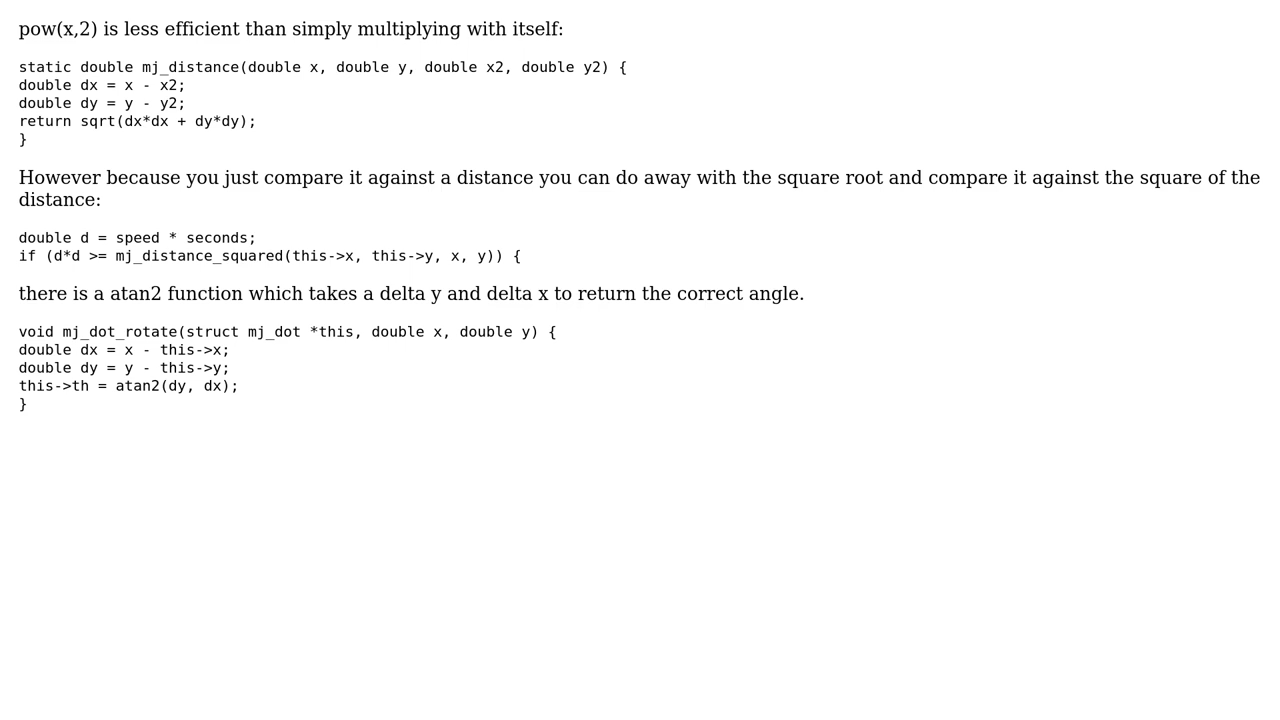 pow(x,2) is less efficient than simply multiplying with itself:
static double mj_distance(double x, double y, double x2, double y2) {
double dx = x - x2;
double dy = y - y2;
return sqrt(dx*dx + dy*dy);
}
However because you just compare it against a distance you can do away with the square root and compare it against the square of the
distance:
double d = speed * seconds;
if (d*d >= mj_distance_squared(this->x, this->y, x, y)) {
there is a atan2 function which takes a delta y and delta x to return the correct angle.
void mj_dot_rotate(struct mj_dot *this, double x, double y) {
double dx = x - this->x;
double dy = y - this->y;
this->th = atan2(dy, dx);
}